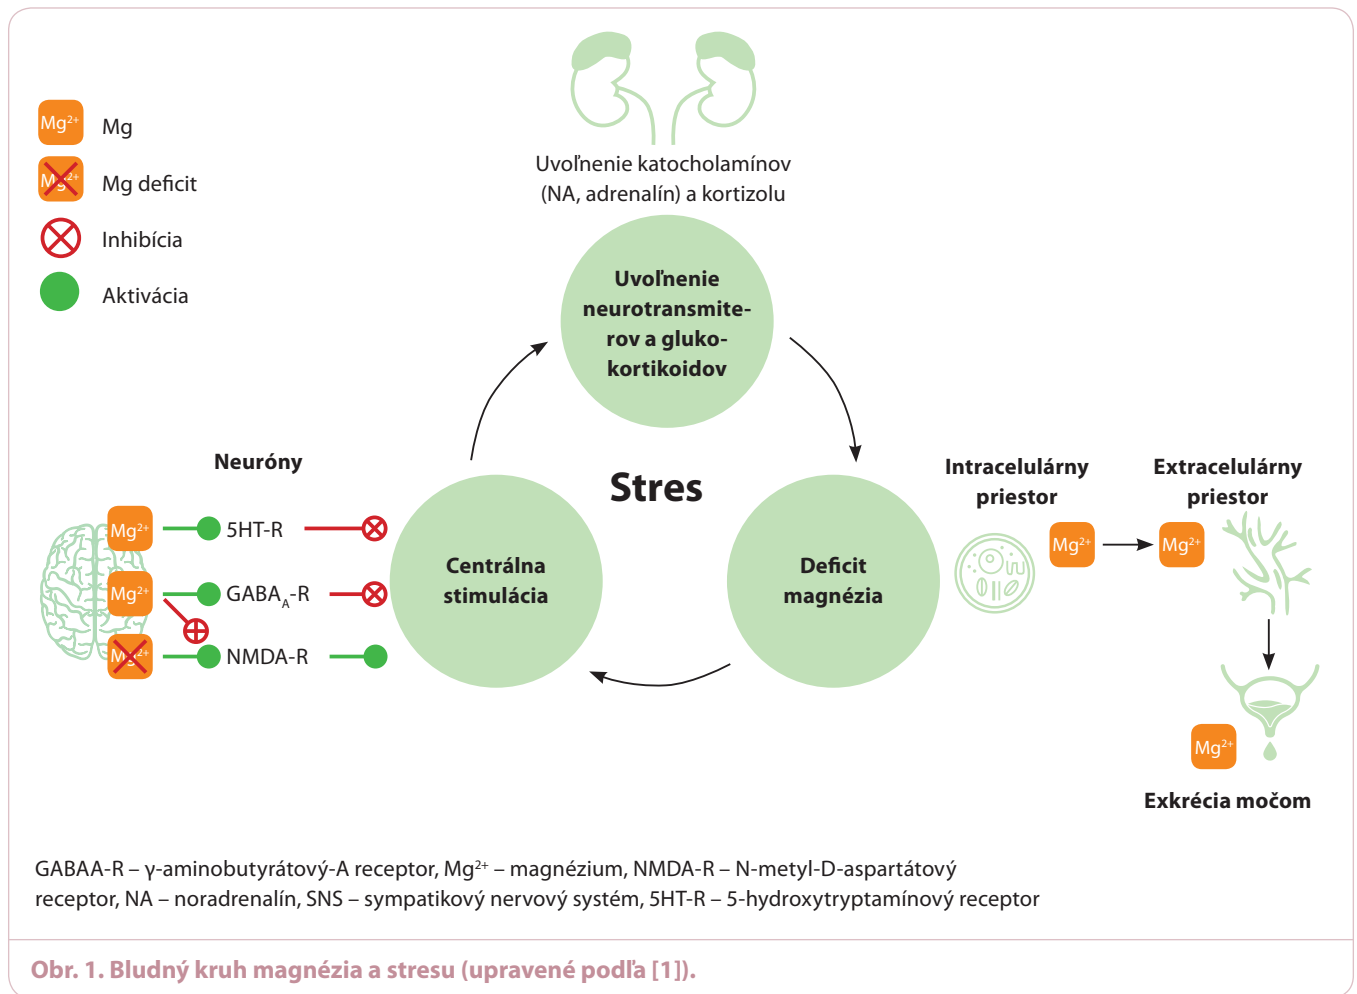 Mg²⁺ Mg
Mg²⁺ Mg deficit
Inhibícia
Aktivácia
Uvoľnenie katocholamínov
(NA, adrenalín) a kortizolu
Uvoľnenie
neurotransmite-
rov a gluko-
kortikoidov
Stres
Neuróny
Mg²⁺ 5HT-R
Mg²⁺ GABA_A-R
Mg²⁺ NMDA-R
Centrálna
stimulácia
Deficit
magnézia
Intracelulárny
priestor
Extracelulárny
priestor
Mg²⁺ Mg²⁺
Mg²⁺
Exkrécia močom
GABAA-R – γ-aminobutyrátový-A receptor, Mg²⁺ – magnézium, NMDA-R – N-metyl-D-aspartátový
receptor, NA – noradrenalín, SNS – sympatikový nervový systém, 5HT-R – 5-hydroxytryptamínový receptor
Obr. 1. Bludný kruh magnézia a stresu (upravené podľa [1]).